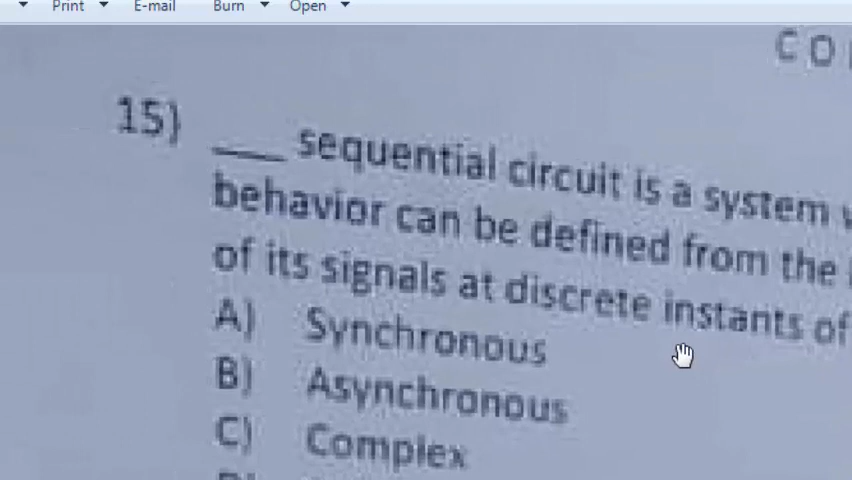 Print E-mail Burn Open
CO
15) ___ sequential circuit is a system
behavior can be defined from the
of its signals at discrete instants of
A) Synchronous
B) Asynchronous
C) Complex